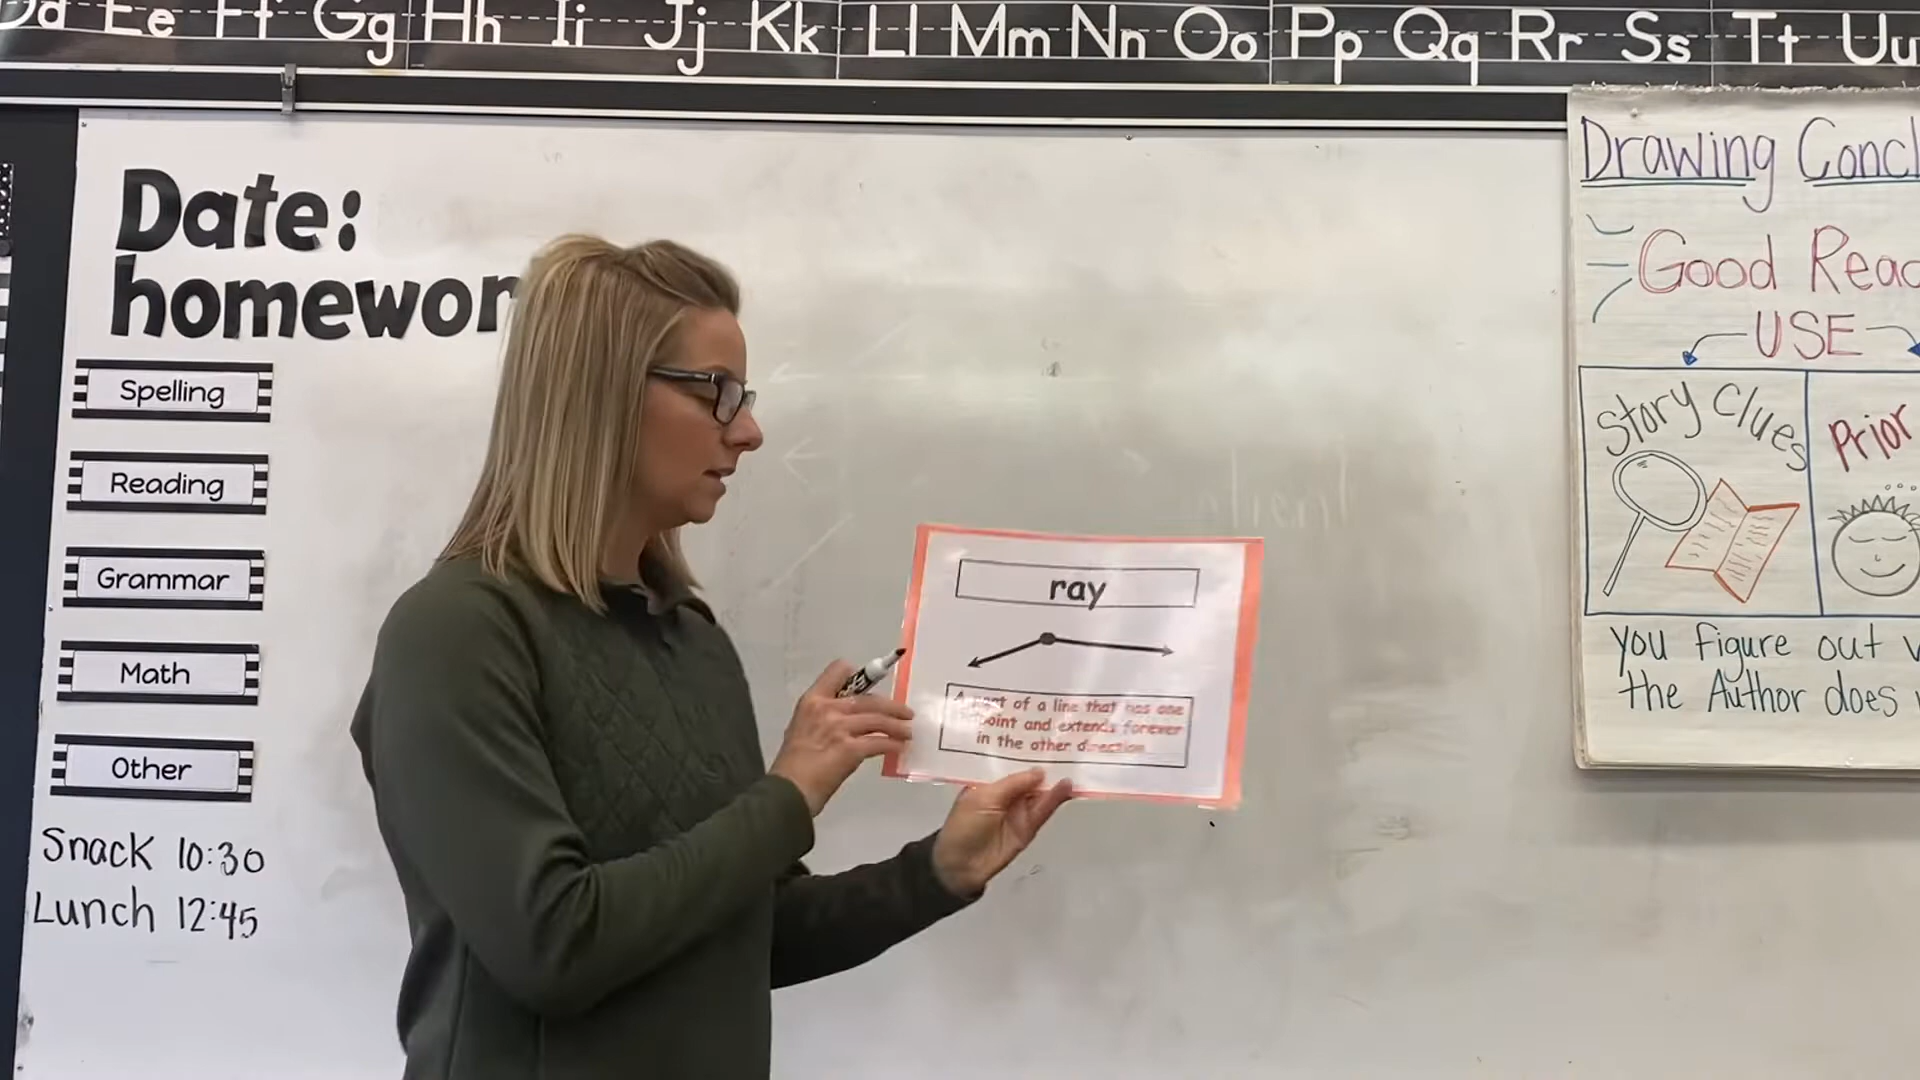 Dd Ee Ff Gg Hh Ii Jj Kk Ll Mm Nn Oo Pp Qq Rr Ss Tt Uu
Date:
homewor
Spelling
Reading
Grammar
Math
Other
Snack 10:30
Lunch 12:45
ray
A part of a line that has one
point and extends forever
in the other direction
Drawing Concl
Good Read
USE
Story Clues
Prior
you figure out
the Author does